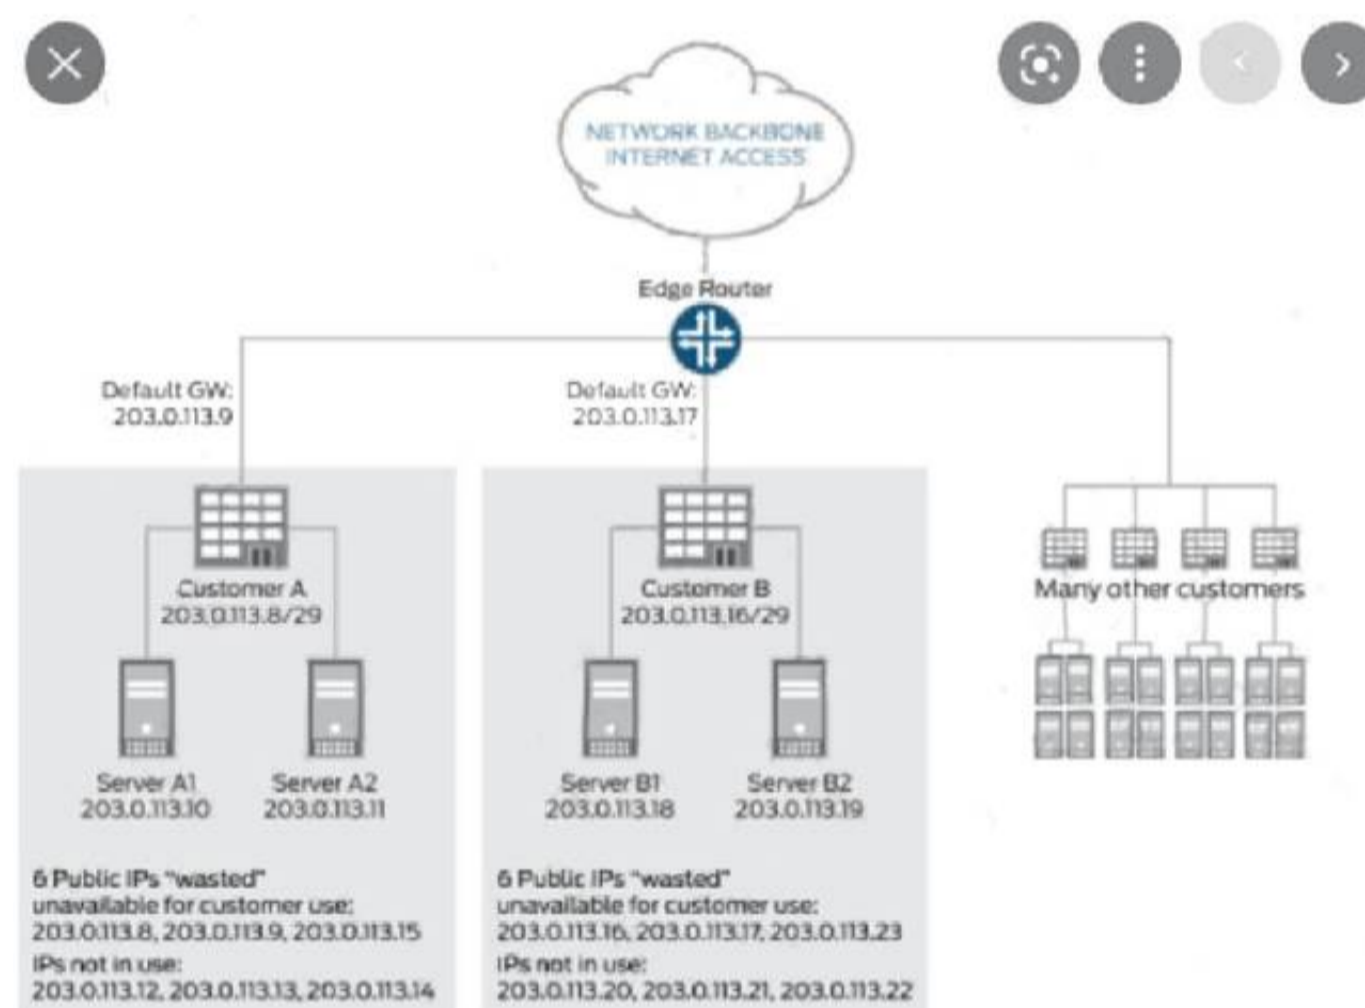 NETWORK BACKBONE
INTERNET ACCESS
Edge Router
Default GW:
203.0.113.9
Default GW:
203.0.113.17
Customer A
203.0.113.8/29
Customer B
203.0.113.16/29
Many other customers
Server A1
203.0.113.10
Server A2
203.0.113.11
Server B1
203.0.113.18
Server B2
203.0.113.19
6 Public IPs "wasted"
unavailable for customer use:
203.0.113.8, 203.0.113.9, 203.0.113.15
IPs not in use:
203.0.113.12, 203.0.113.13, 203.0.113.14
6 Public IPs "wasted"
unavailable for customer use:
203.0.113.16, 203.0.113.17, 203.0.113.23
IPs not in use:
203.0.113.20, 203.0.113.21, 203.0.113.22